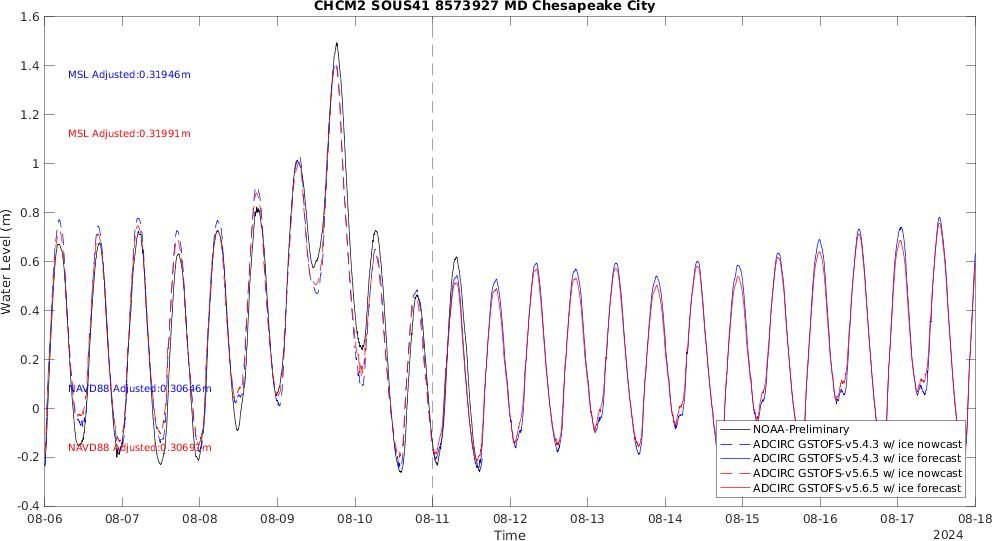 CHCM2 SOUS41 8573927 MD Chesapeake City
1.6
1.4
1.2
1
0.8
0.6
0.4
0.2
0
-0.2
-0.4
Water Level (m)
MSL Adjusted:0.31946m
MSL Adjusted:0.31991m
NAVD88 Adjusted:0.30646m
NAVD88 Adjusted:0.30691m
NOAA-Preliminary
ADCIRC GSTOFS-v5.4.3 w/ ice nowcast
ADCIRC GSTOFS-v5.4.3 w/ ice forecast
ADCIRC GSTOFS-v5.6.5 w/ ice nowcast
ADCIRC GSTOFS-v5.6.5 w/ ice forecast
08-06 08-07 08-08 08-09 08-10 08-11 08-12 08-13 08-14 08-15 08-16 08-17 08-18
Time
2024